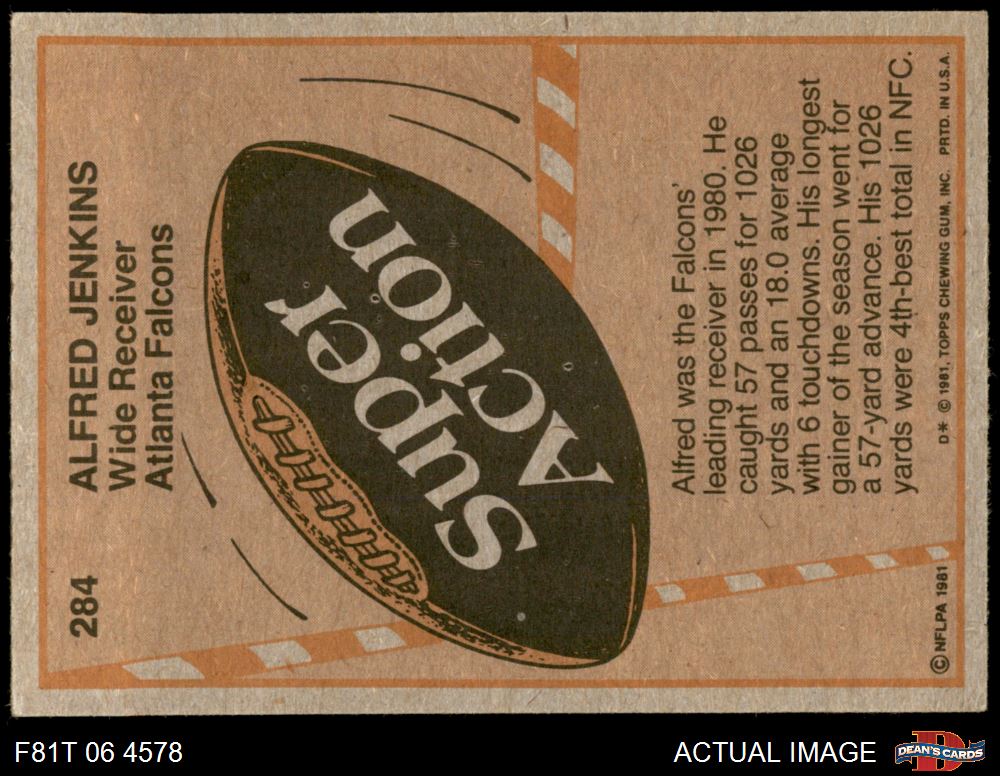 284 ALFRED JENKINS
Wide Receiver
Atlanta Falcons
Super
Action
Alfred was the Falcons'
leading receiver in 1980. He
caught 57 passes for 1026
yards and an 18.0 average
with 6 touchdowns. His longest
gainer of the season went for
a 57-yard advance. His 1026
yards were 4th-best total in NFC.
© NFLPA 1981 D* © 1981, TOPPS CHEWING GUM, INC. PRTD. IN U.S.A.
F81T 06 4578 ACTUAL IMAGE DEAN'S CARDS